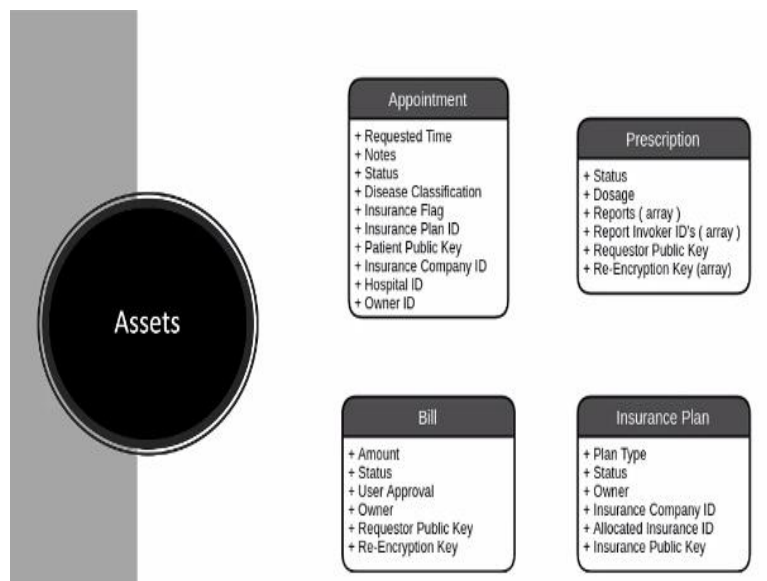 Assets
Appointment
+ Requested Time
+ Notes
+ Status
+ Disease Classification
+ Insurance Flag
+ Insurance Plan ID
+ Patient Public Key
+ Insurance Company ID
+ Hospital ID
+ Owner ID
Prescription
+ Status
+ Dosage
+ Reports ( array )
+ Report Invoker ID's ( array )
+ Requestor Public Key
+ Re-Encryption Key (array)
Bill
+ Amount
+ Status
+ User Approval
+ Owner
+ Requestor Public Key
+ Re-Encryption Key
Insurance Plan
+ Plan Type
+ Status
+ Owner
+ Insurance Company ID
+ Allocated Insurance ID
+ Insurance Public Key